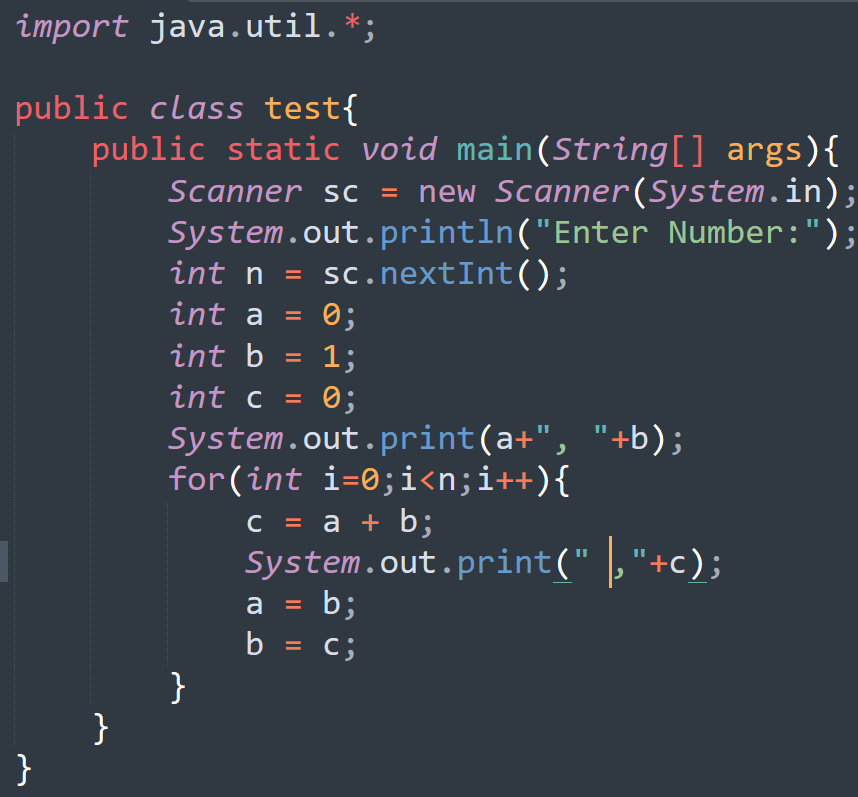 import java.util.*;

public class test{
    public static void main(String[] args){
        Scanner sc = new Scanner(System.in);
        System.out.println("Enter Number:");
        int n = sc.nextInt();
        int a = 0;
        int b = 1;
        int c = 0;
        System.out.print(a+", "+b);
        for(int i=0;i<n;i++){
            c = a + b;
            System.out.print(" ,"+c);
            a = b;
            b = c;
        }
    }
}